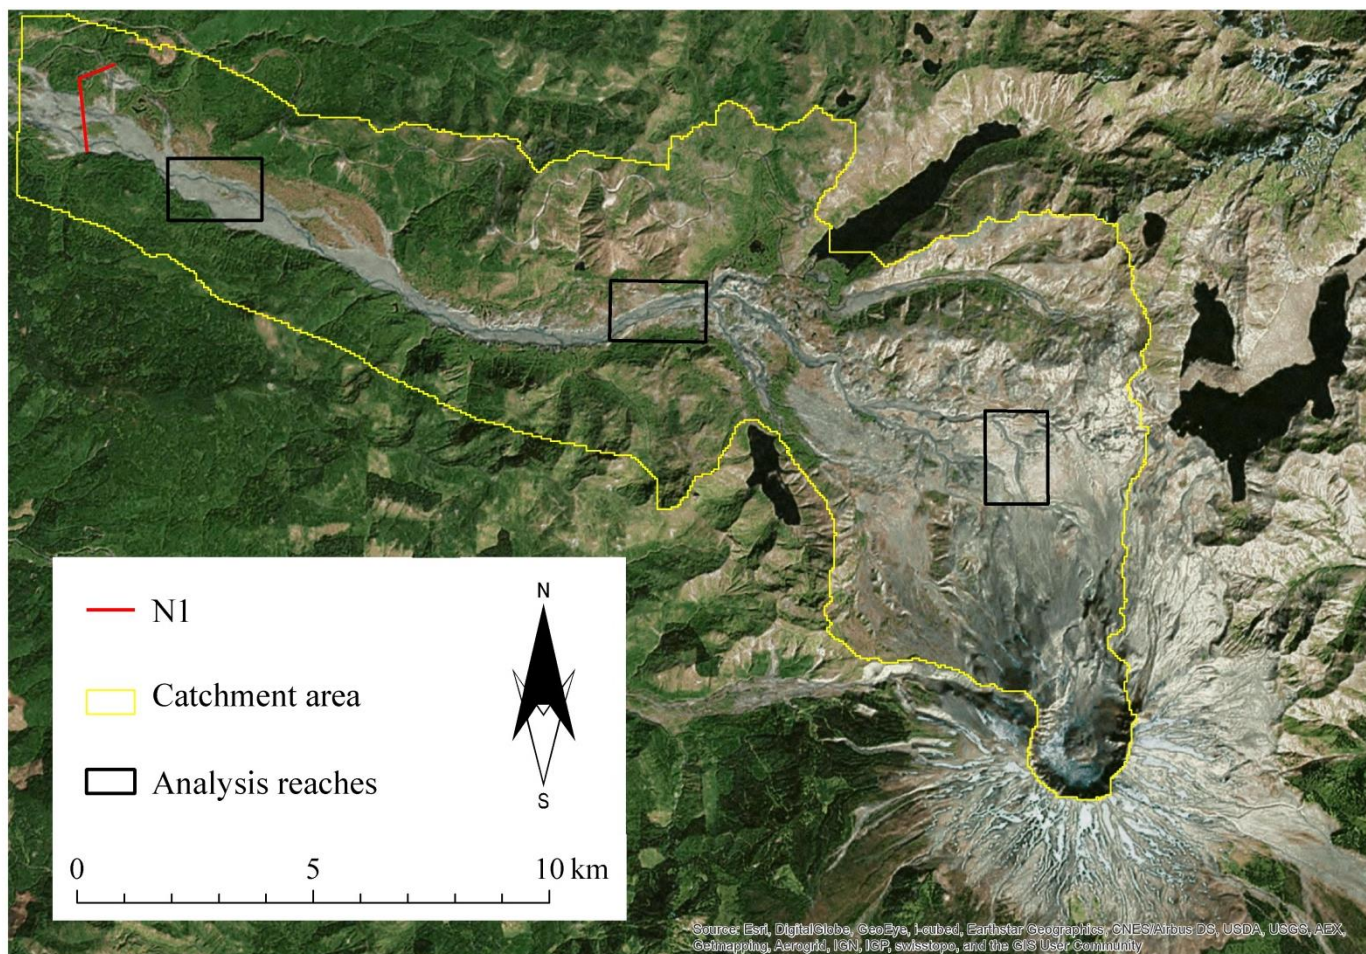 N1
Catchment area
Analysis reaches
N
S
0 5 10 km
Source: Esri, DigitalGlobe, GeoEye, i-cubed, Earthstar Geographics, CNES/Airbus DS, USDA, USGS, AEX,
Getmapping, Aerogrid, IGN, IGP, swisstopo, and the GIS User Community